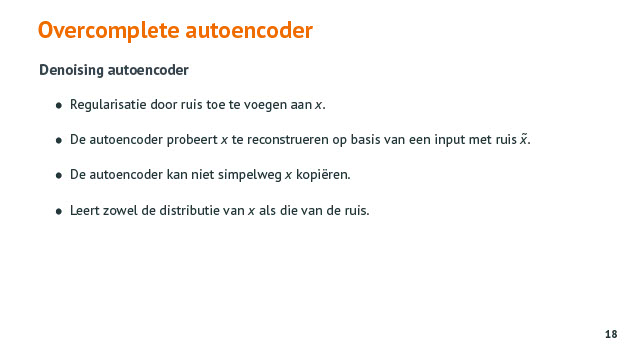 Overcomplete autoencoder
Denoising autoencoder
• Regularisatie door ruis toe te voegen aan x.
• De autoencoder probeert x te reconstrueren op basis van een input met ruis x̃.
• De autoencoder kan niet simpelweg x kopiëren.
• Leert zowel de distributie van x als die van de ruis.
18